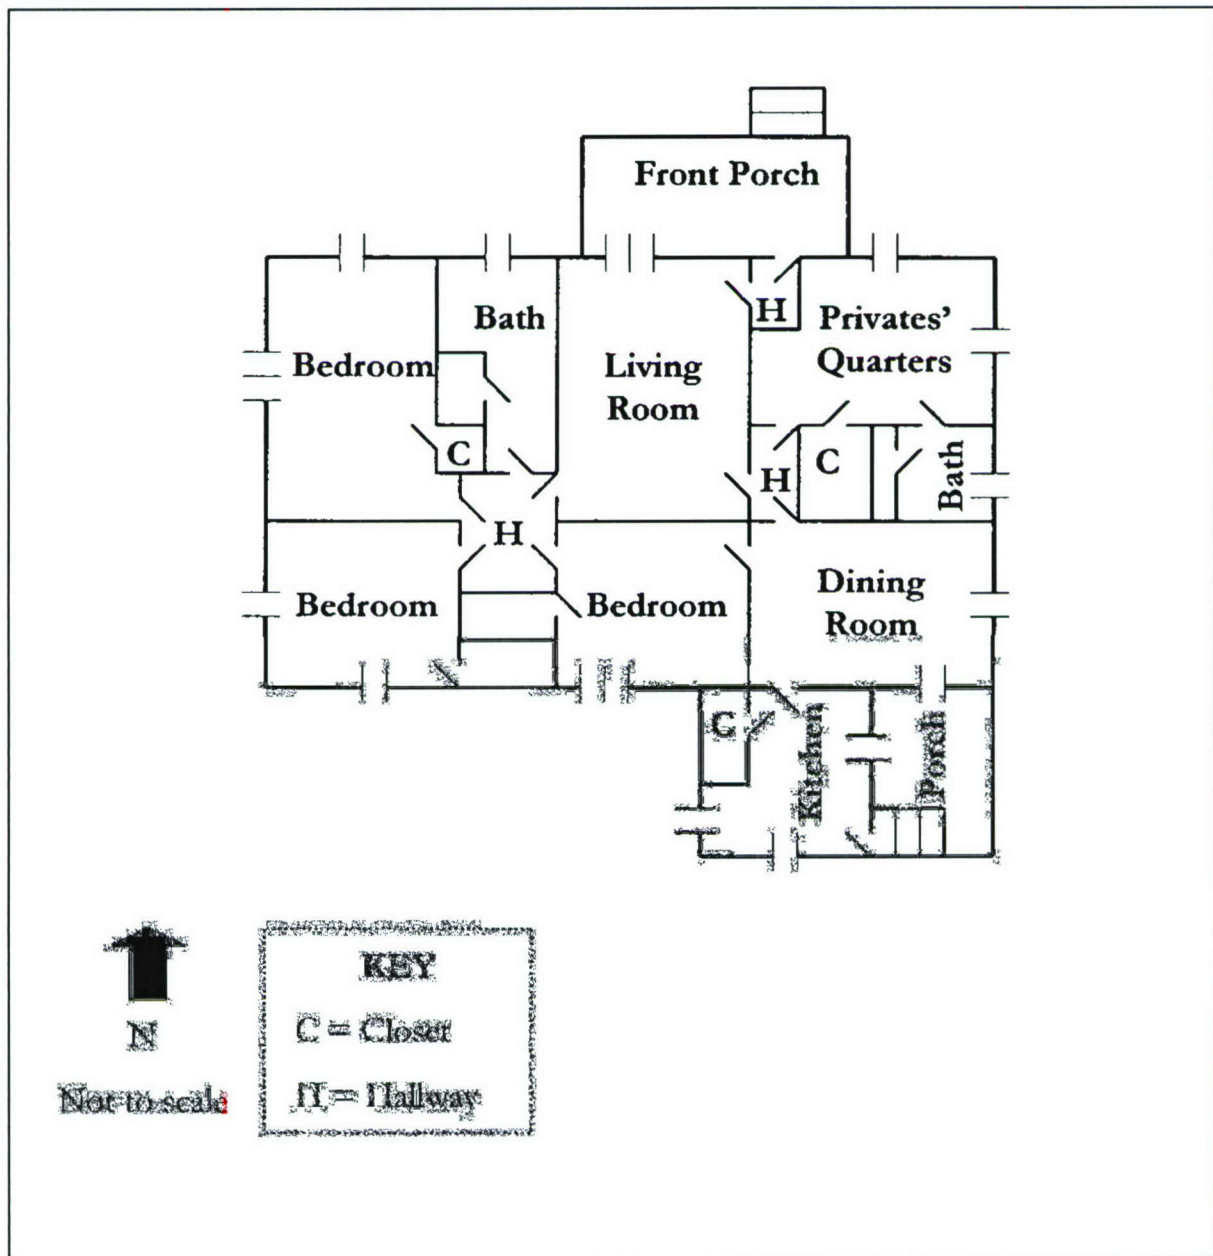 Front Porch
Bath
H
Privates'
Quarters
Bedroom
Living
Room
C
H
C
Bath
H
Bedroom
Bedroom
Dining
Room
C
Kitchen
Porch
N
Not to scale
KEY
C = Closet
H = Hallway